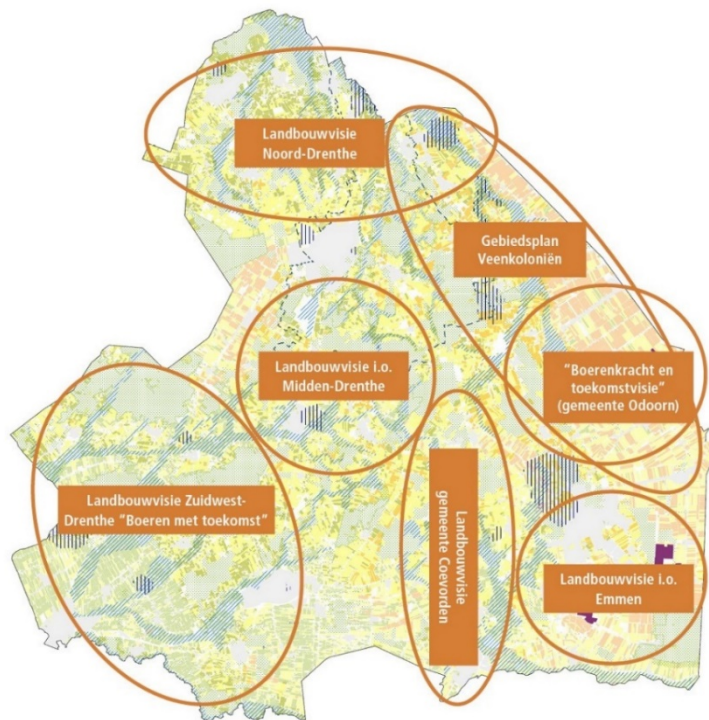 Landbouwvisie
Noord-Drenthe
Gebiedsplan
Veenkoloniën
Landbouwvisie i.o.
Midden-Drenthe
"Boerenkracht en
toekomstvisie"
(gemeente Odoorn)
Landbouwvisie Zuidwest-
Drenthe "Boeren met toekomst"
Landbouwvisie
gemeente Coevorden
Landbouwvisie i.o.
Emmen